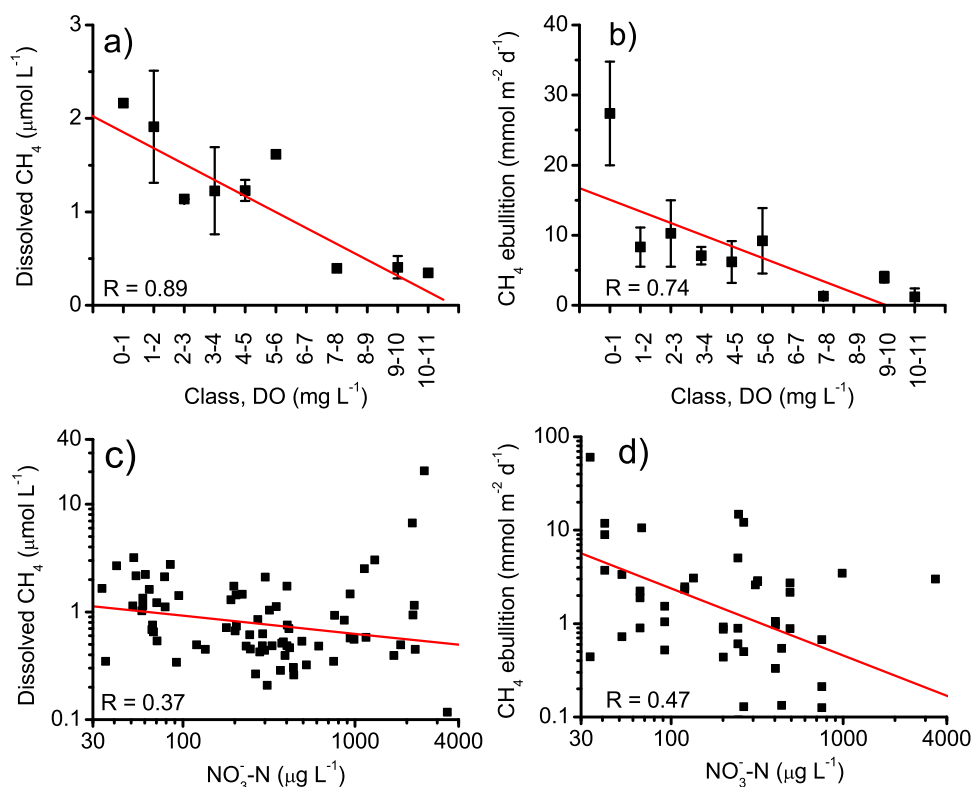 a)
Dissolved CH₄ (μmol L⁻¹)
3
2
1
0
R = 0.89
0-1
1-2
2-3
3-4
4-5
5-6
6-7
7-8
8-9
9-10
10-11
Class, DO (mg L⁻¹)
b)
CH₄ ebullition (mmol m⁻² d⁻¹)
40
30
20
10
0
R = 0.74
0-1
1-2
2-3
3-4
4-5
5-6
6-7
7-8
8-9
9-10
10-11
Class, DO (mg L⁻¹)
c)
Dissolved CH₄ (μmol L⁻¹)
40
10
1
0.1
R = 0.37
30
100
1000
4000
NO₃⁻-N (μg L⁻¹)
d)
CH₄ ebullition (mmol m⁻² d⁻¹)
100
10
1
0.1
R = 0.47
30
100
1000
4000
NO₃⁻-N (μg L⁻¹)